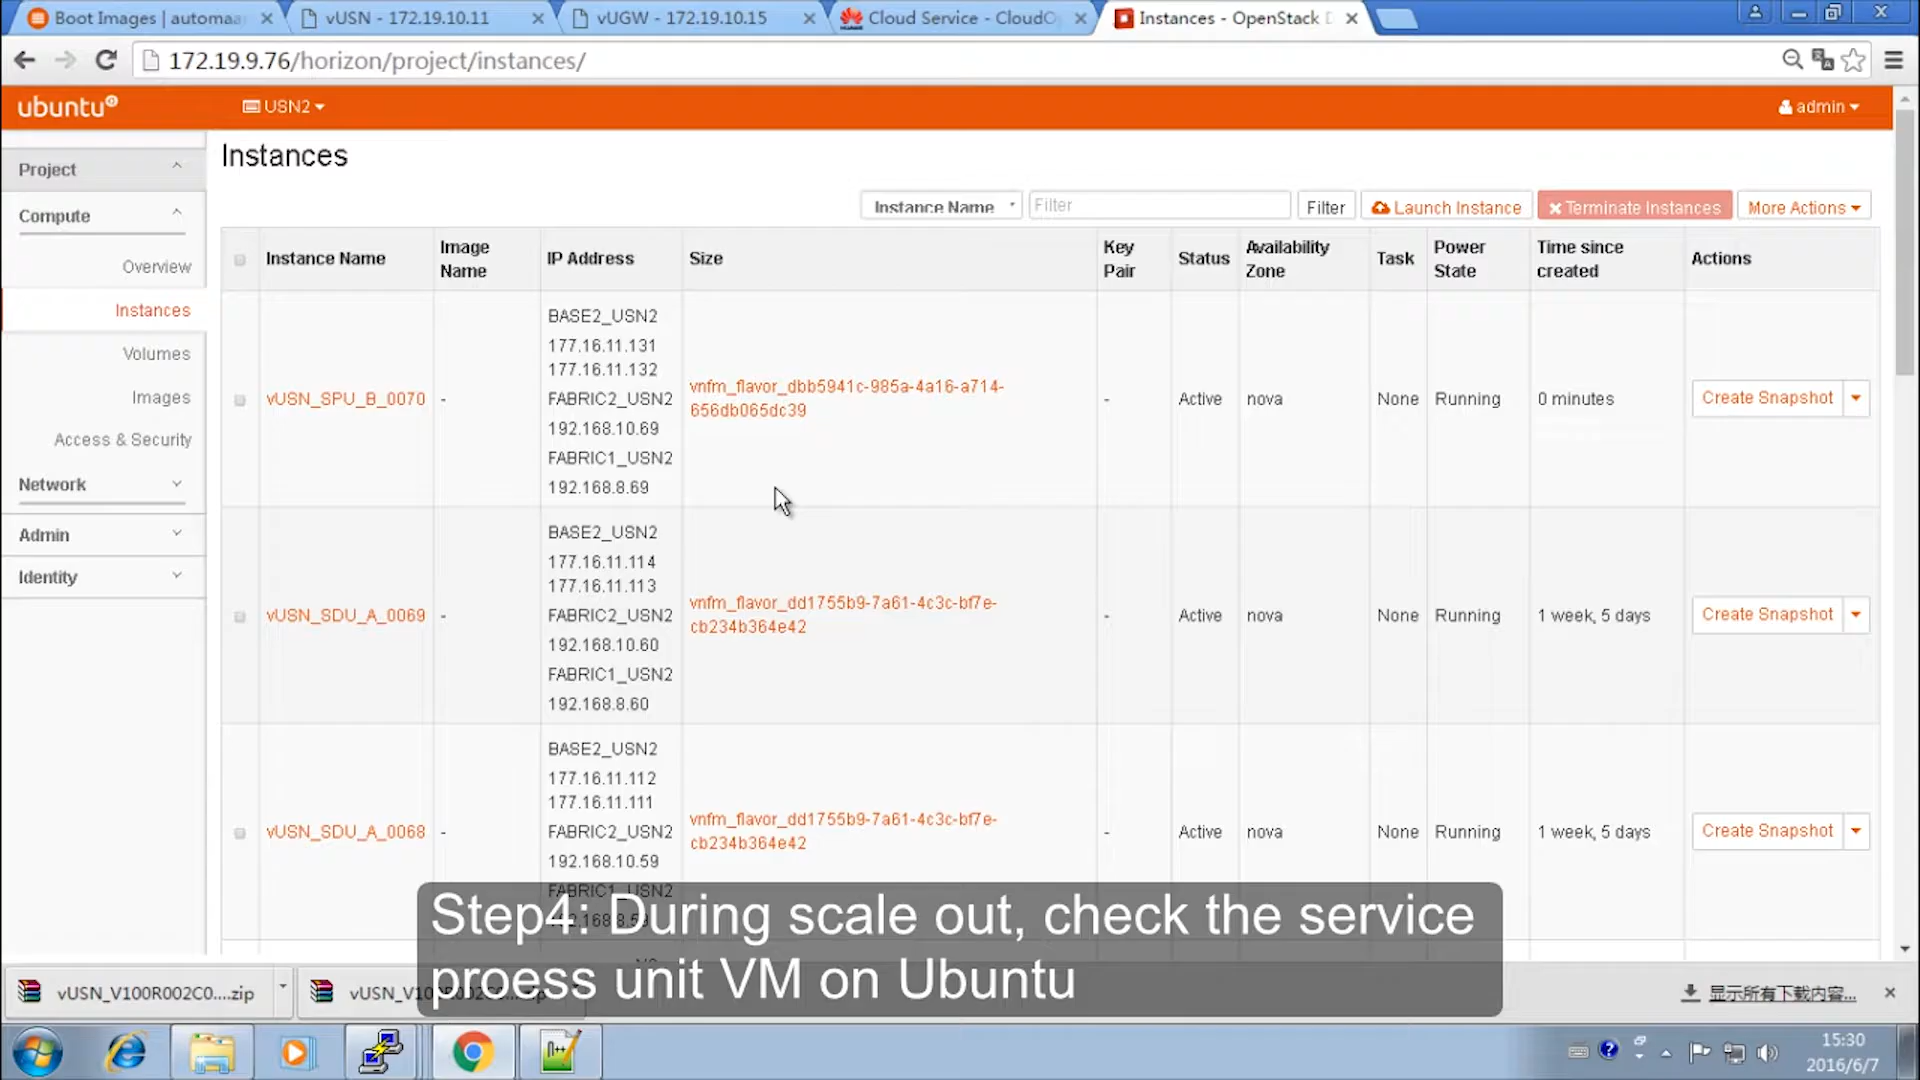 Boot Images | automaa
vUSN - 172.19.10.11
vUGW - 172.19.10.15
Cloud Service - CloudO
Instances - OpenStack D
172.19.9.76/horizon/project/instances/
ubuntu
USN2
admin
Project
Compute
Overview
Instances
Volumes
Images
Access & Security
Network
Admin
Identity
Instances
Instance Name
Filter
Filter
Launch Instance
Terminate Instances
More Actions
Instance Name
Image Name
IP Address
Size
Key Pair
Status
Availability Zone
Task
Power State
Time since created
Actions
vUSN_SPU_B_0070
-
BASE2_USN2
177.16.11.131
177.16.11.132
FABRIC2_USN2
192.168.10.69
FABRIC1_USN2
192.168.8.69
vnfm_flavor_dbb5941c-985a-4a16-a714-
656db065dc39
-
Active
nova
None
Running
0 minutes
Create Snapshot
vUSN_SDU_A_0069
-
BASE2_USN2
177.16.11.114
177.16.11.113
FABRIC2_USN2
192.168.10.60
FABRIC1_USN2
192.168.8.60
vnfm_flavor_dd1755b9-7a61-4c3c-bf7e-
cb234b364e42
-
Active
nova
None
Running
1 week, 5 days
Create Snapshot
vUSN_SDU_A_0068
-
BASE2_USN2
177.16.11.112
177.16.11.111
FABRIC2_USN2
192.168.10.59
FABRIC1_USN2
192.168.8.59
vnfm_flavor_dd1755b9-7a61-4c3c-bf7e-
cb234b364e42
-
Active
nova
None
Running
1 week, 5 days
Create Snapshot
Step4: During scale out, check the service
proess unit VM on Ubuntu
vUSN_V100R002C0....zip
vUSN_V100R002C0....zip
显示所有下载内容...
15:30
2016/6/7